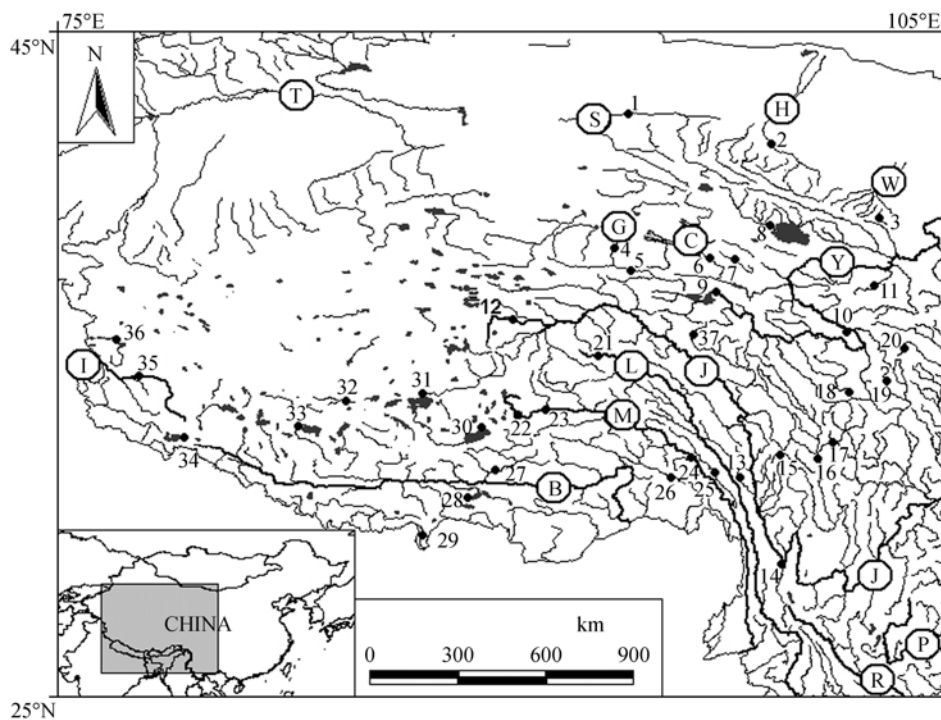 75°E 105°E
45°N
N
T
S 1 H
2
W
3
G C 8
4 Y
5 6 7
9 11
12 10
37 20
36 21
I 35 L J
32 31 18 19
33 M
22 23
30 17
34 24 15 16
27 13
28 B 26 25
29
14 J
CHINA
km P
0 300 600 900
R
25°N